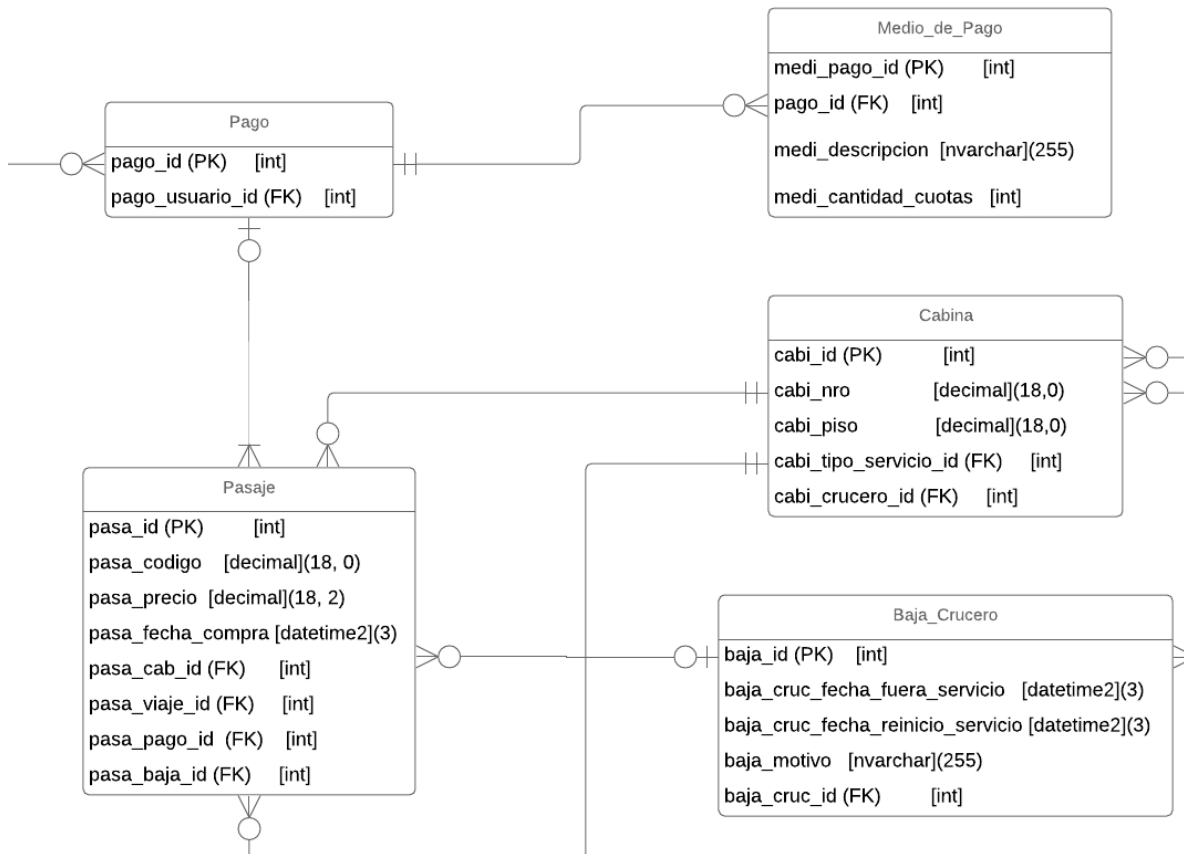 Medio_de_Pago
medi_pago_id (PK) [int]
pago_id (FK) [int]
medi_descripcion [nvarchar](255)
medi_cantidad_cuotas [int]
Pago
pago_id (PK) [int]
pago_usuario_id (FK) [int]
Cabina
cabi_id (PK) [int]
cabi_nro [decimal](18,0)
cabi_piso [decimal](18,0)
cabi_tipo_servicio_id (FK) [int]
cabi_crucero_id (FK) [int]
Pasaje
pasa_id (PK) [int]
pasa_codigo [decimal](18, 0)
pasa_precio [decimal](18, 2)
pasa_fecha_compra [datetime2](3)
pasa_cab_id (FK) [int]
pasa_viaje_id (FK) [int]
pasa_pago_id (FK) [int]
pasa_baja_id (FK) [int]
Baja_Crucero
baja_id (PK) [int]
baja_cruc_fecha_fuera_servicio [datetime2](3)
baja_cruc_fecha_reinicio_servicio [datetime2](3)
baja_motivo [nvarchar](255)
baja_cruc_id (FK) [int]